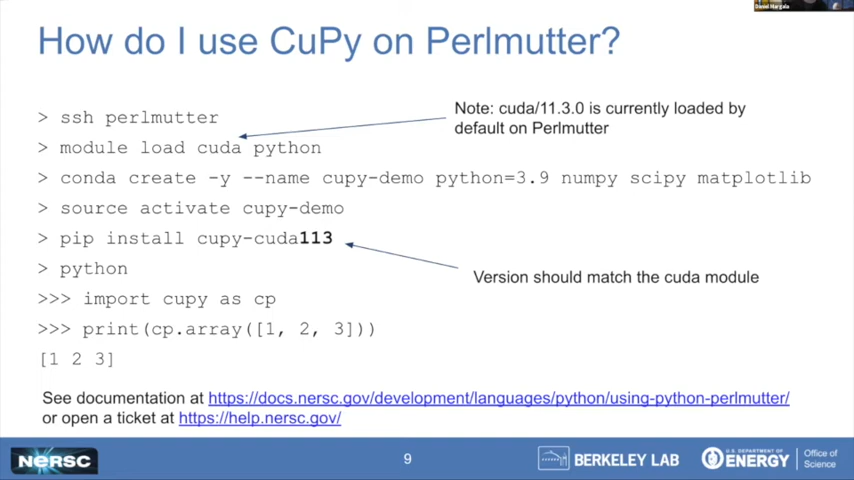 Daniel Margala
How do I use CuPy on Perlmutter?
> ssh perlmutter
Note: cuda/11.3.0 is currently loaded by
default on Perlmutter
> module load cuda python
> conda create -y --name cupy-demo python=3.9 numpy scipy matplotlib
> source activate cupy-demo
> pip install cupy-cuda113
> python
Version should match the cuda module
>>> import cupy as cp
>>> print(cp.array([1, 2, 3]))
[1 2 3]
See documentation at https://docs.nersc.gov/development/languages/python/using-python-perlmutter/
or open a ticket at https://help.nersc.gov/
NERSC
9
BERKELEY LAB
U.S. DEPARTMENT OF
ENERGY
Office of
Science